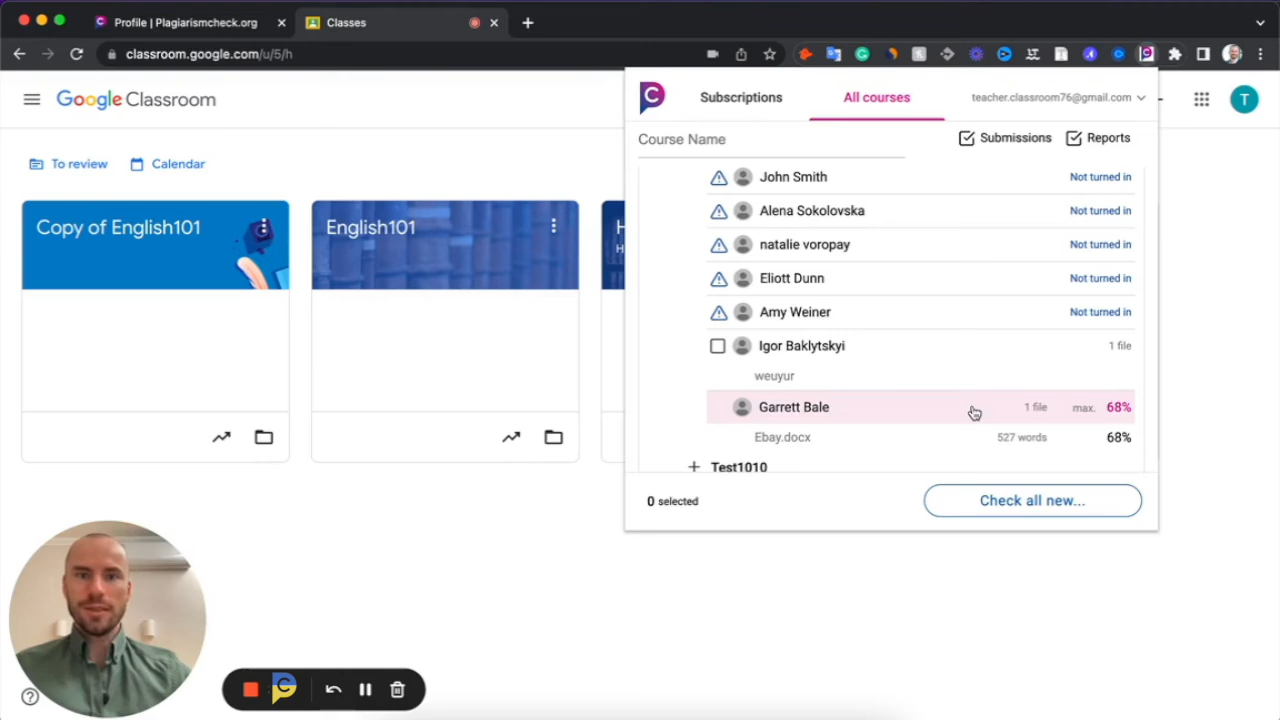 Profile | Plagiarismcheck.org
Classes
classroom.google.com/u/5/h
Google Classroom
To review
Calendar
Copy of English101
English101
H
H
Subscriptions
All courses
teacher.classroom76@gmail.com
T
Course Name
Submissions
Reports
John Smith Not turned in
Alena Sokolovska Not turned in
natalie voropay Not turned in
Eliott Dunn Not turned in
Amy Weiner Not turned in
Igor Baklytskyi 1 file
weuyur
Garrett Bale 1 file max. 68%
Ebay.docx 527 words 68%
+ Test1010
0 selected
Check all new...